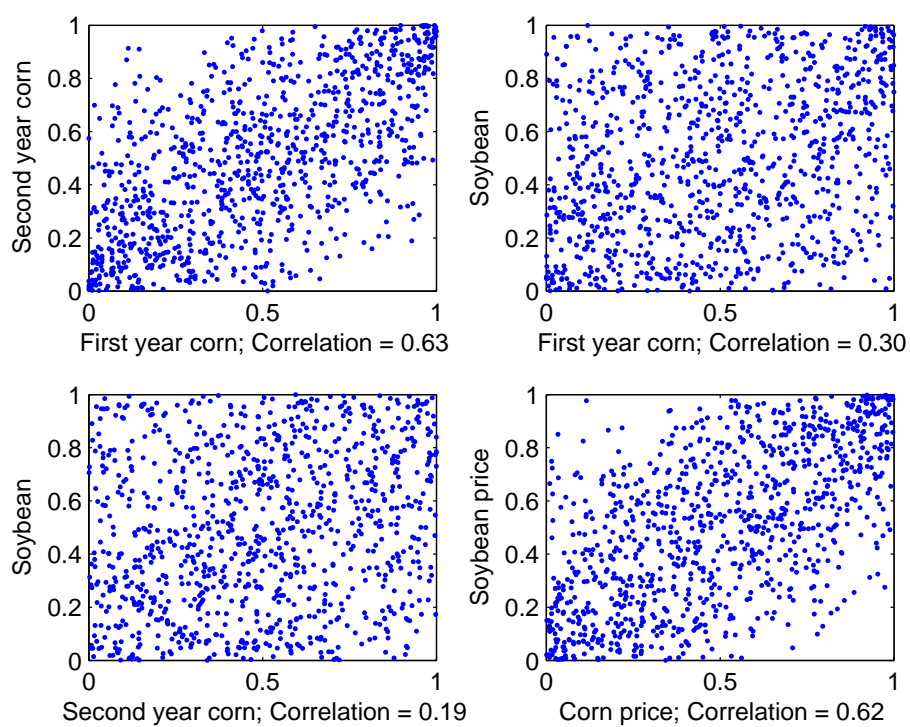 1
0.8
0.6
0.4
0.2
0
Second year corn
0 0.5 1
First year corn; Correlation = 0.63
1
0.8
0.6
0.4
0.2
0
Soybean
0 0.5 1
First year corn; Correlation = 0.30
1
0.8
0.6
0.4
0.2
0
Soybean
0 0.5 1
Second year corn; Correlation = 0.19
1
0.8
0.6
0.4
0.2
0
Soybean price
0 0.5 1
Corn price; Correlation = 0.62